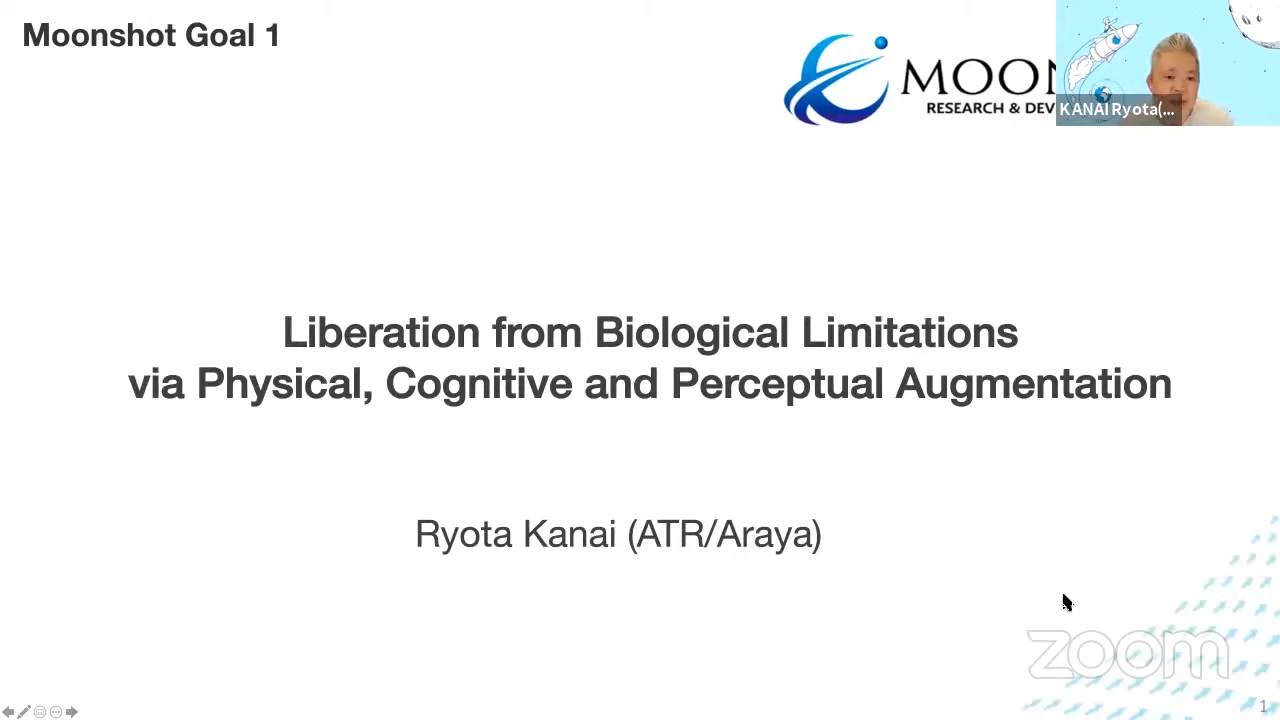 Moonshot Goal 1
MOON
RESEARCH & DEV
KANAI Ryota(...
Liberation from Biological Limitations
via Physical, Cognitive and Perceptual Augmentation
Ryota Kanai (ATR/Araya)
zoom
1